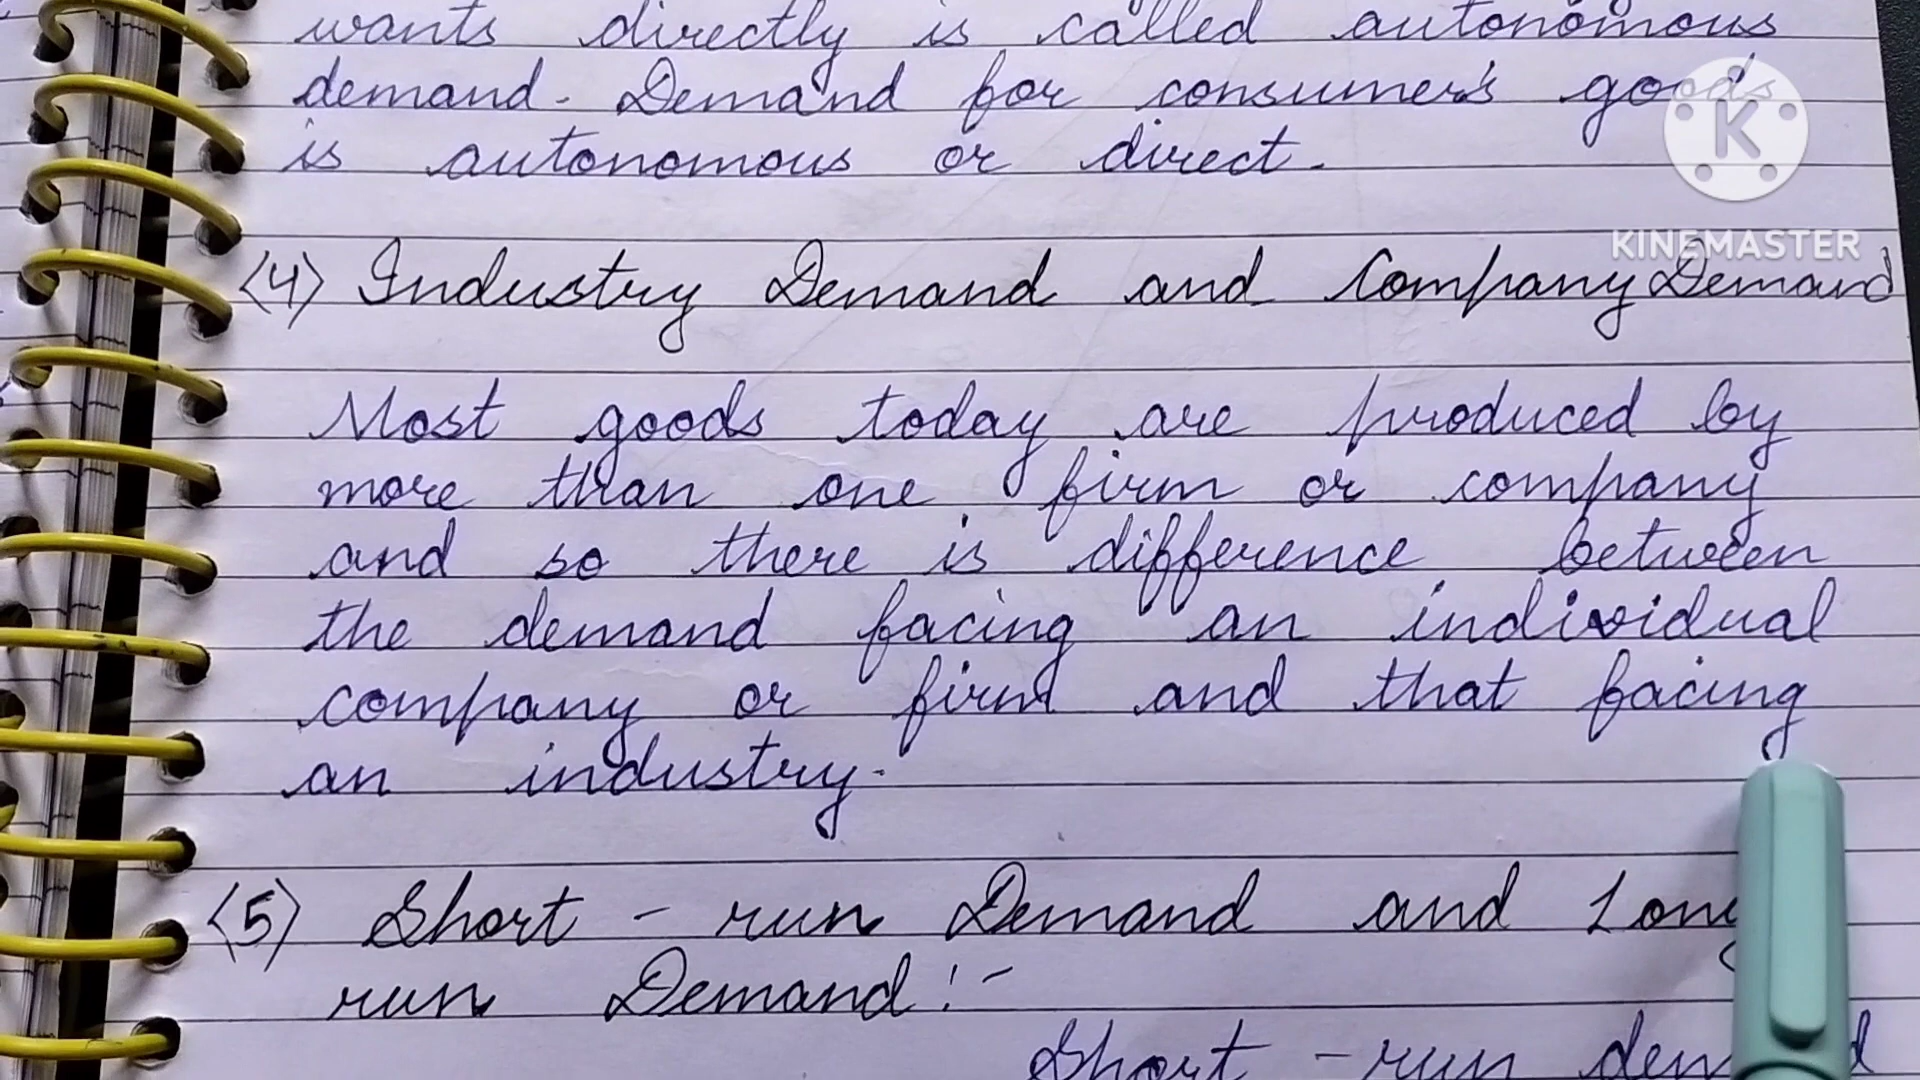 wants directly is called autonomous
demand. Demand for consumer's goods
is autonomous or direct.
K
KINEMASTER
(4) Industry Demand and Company Demand
Most goods today are produced by
more than one firm or company
and so there is difference between
the demand facing an individual
company or firm and that facing
an industry.
(5) Short - run Demand and Long
run Demand :-
Short - run